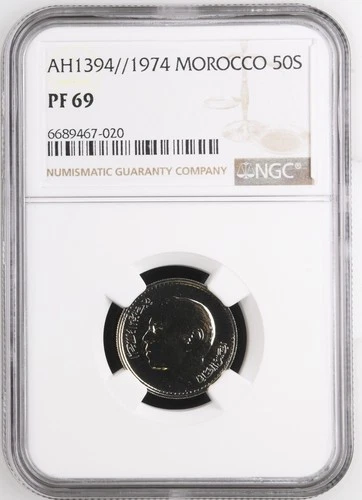 AH1394//1974 MOROCCO 50S
PF 69
6689467-020
NUMISMATIC GUARANTY COMPANY
NGC